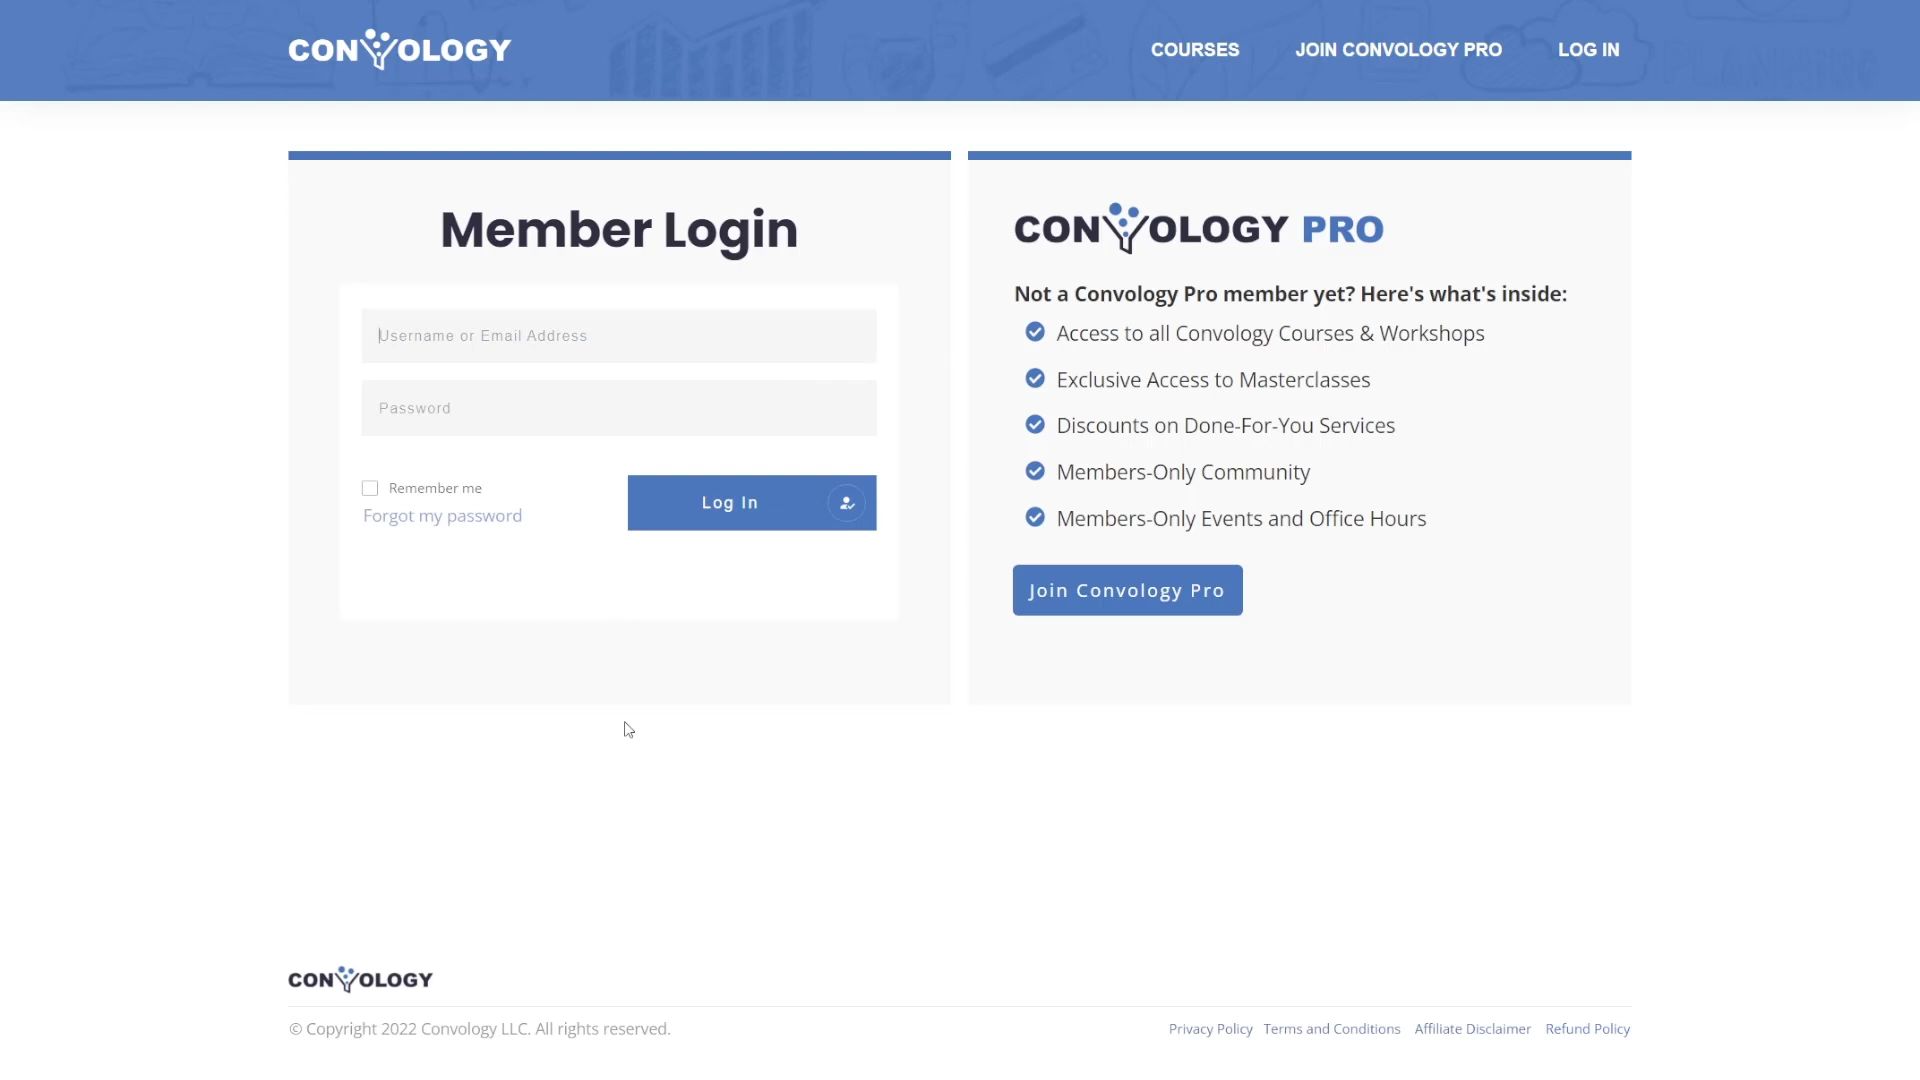 CONVOLOGY
COURSES
JOIN CONVOLOGY PRO
LOG IN
Member Login
Username or Email Address
Password
Remember me
Forgot my password
Log In
CONVOLOGY PRO
Not a Convology Pro member yet? Here's what's inside:
Access to all Convology Courses & Workshops
Exclusive Access to Masterclasses
Discounts on Done-For-You Services
Members-Only Community
Members-Only Events and Office Hours
Join Convology Pro
CONVOLOGY
© Copyright 2022 Convology LLC. All rights reserved.
Privacy Policy
Terms and Conditions
Affiliate Disclaimer
Refund Policy